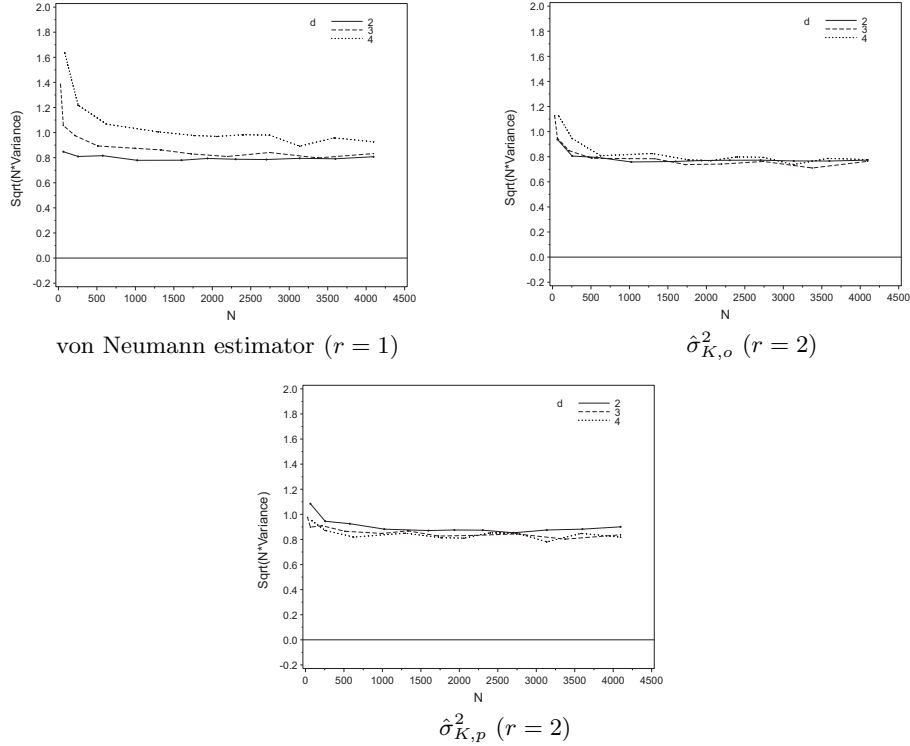 2.0
1.8
1.6
1.4
1.2
1.0
0.8
0.6
0.4
0.2
0.0
-0.2
Sqrt(N*Variance)
d 2
3
4
0 500 1000 1500 2000 2500 3000 3500 4000 4500
N
von Neumann estimator (r = 1)
2.0
1.8
1.6
1.4
1.2
1.0
0.8
0.6
0.4
0.2
0.0
-0.2
Sqrt(N*Variance)
d 2
3
4
0 500 1000 1500 2000 2500 3000 3500 4000 4500
N
σ̂²K,o (r = 2)
2.0
1.8
1.6
1.4
1.2
1.0
0.8
0.6
0.4
0.2
0.0
-0.2
Sqrt(N*Variance)
d 2
3
4
0 500 1000 1500 2000 2500 3000 3500 4000 4500
N
σ̂²K,p (r = 2)